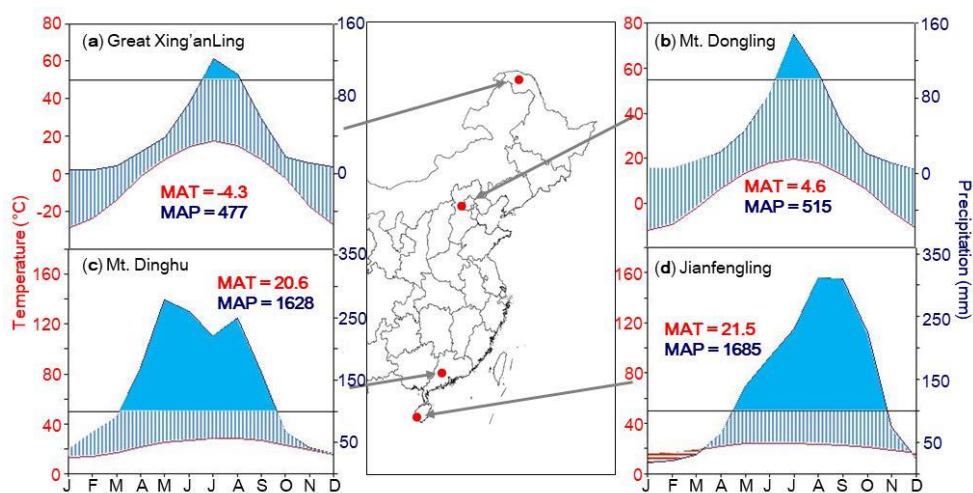 Temperature (°C)
80
60
40
20
0
-20
(a) Great Xing'anLing
MAT = -4.3
MAP = 477
160
80
0
(b) Mt. Dongling
80
60
40
20
0
MAT = 4.6
MAP = 515
160
80
0
Precipitation (mm)
(c) Mt. Dinghu
160
120
80
40
0
MAT = 20.6
MAP = 1628
350
250
150
50
J F M A M J J A S O N D
(d) Jianfengling
160
120
80
40
0
MAT = 21.5
MAP = 1685
350
250
150
50
J F M A M J J A S O N D